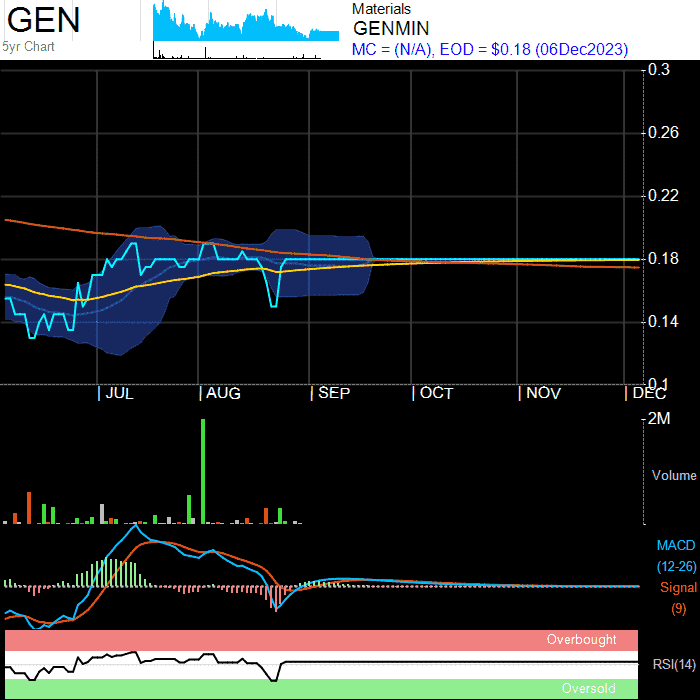 GEN
5yr Chart
Materials
GENMIN
MC = (N/A), EOD = $0.18 (06Dec2023)
0.3
0.26
0.22
0.18
0.14
0.1
| JUL | AUG | SEP | OCT | NOV | DEC
2M
Volume
MACD
(12-26)
Signal
(9)
Overbought
RSI(14)
Oversold